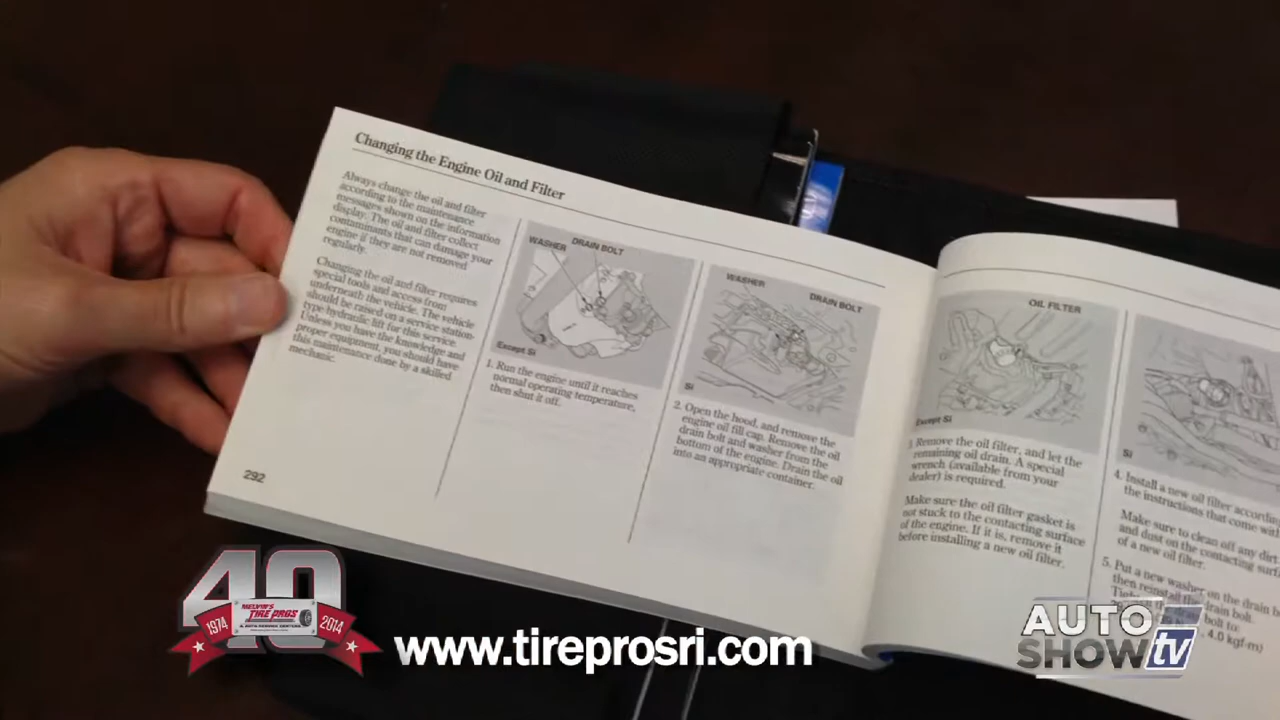 Changing the Engine Oil and Filter
Always change the oil and filter
according to the maintenance
messages shown on the information
display. The oil and filter collect
contaminants that can damage your
engine if they are not removed
regularly.
Changing the oil and filter requires
special tools and access from
underneath the vehicle. The vehicle
should be raised on a service station-
type hydraulic lift for this service.
Unless you have the knowledge and
proper equipment, you should have
this maintenance done by a skilled
mechanic.
292
WASHER DRAIN BOLT
Except Si
1. Run the engine until it reaches
normal operating temperature,
then shut it off.
WASHER DRAIN BOLT
Si
2. Open the hood, and remove the
engine oil fill cap. Remove the oil
drain bolt and washer from the
bottom of the engine. Drain the oil
into an appropriate container.
OIL FILTER
Except Si
3. Remove the oil filter, and let the
remaining oil drain. A special
wrench (available from your
dealer) is required.
Make sure the oil filter gasket is
not stuck to the contacting surface
of the engine. If it is, remove it
before installing a new oil filter.
Si
4. Install a new oil filter
the instructions that come
Make sure to clean off any dirt
and dust on the contacting
of a new oil filter.
5. Put a new washer on the drain
then reinstall the drain bolt.
bolt to:
4.0 kgf·m)
40
MELVIN'S
TIRE PROS
& AUTO SERVICE CENTERS
1974 2014
www.tireprosri.com
AUTO
SHOW tv